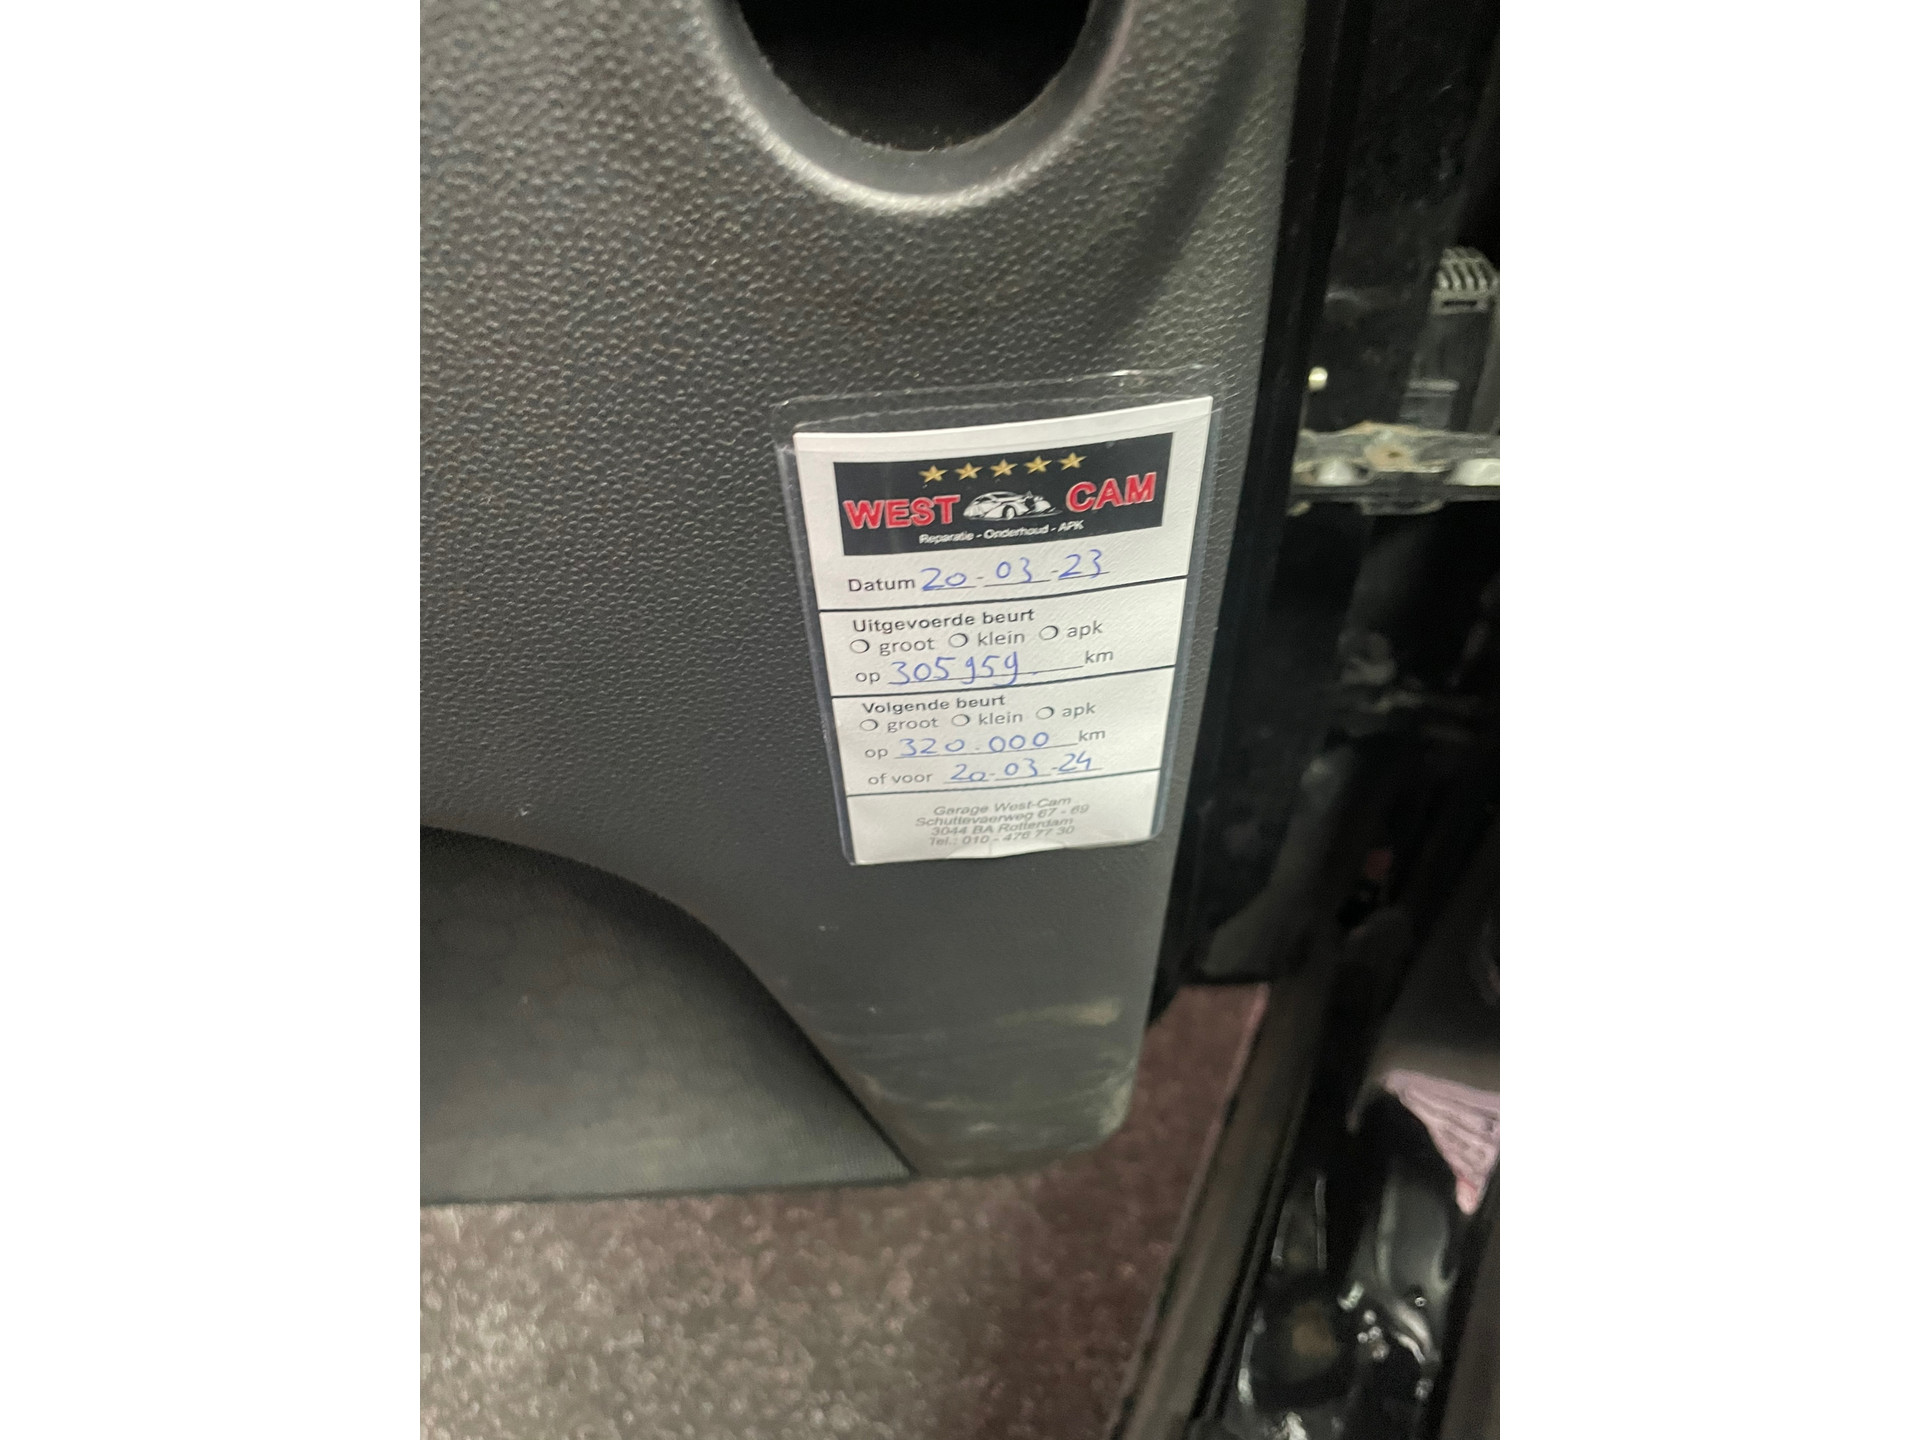 WEST CAM
Reparatie - Onderhoud - APK
Datum 20-03-23
Uitgevoerde beurt
groot klein apk
op 305959 km
Volgende beurt
groot klein apk
op 320.000 km
of voor 20-03-24
Garage West-Cam
Schuttevaerweg 67 - 69
3044 BA Rotterdam
Tel.: 010 - 476 77 30